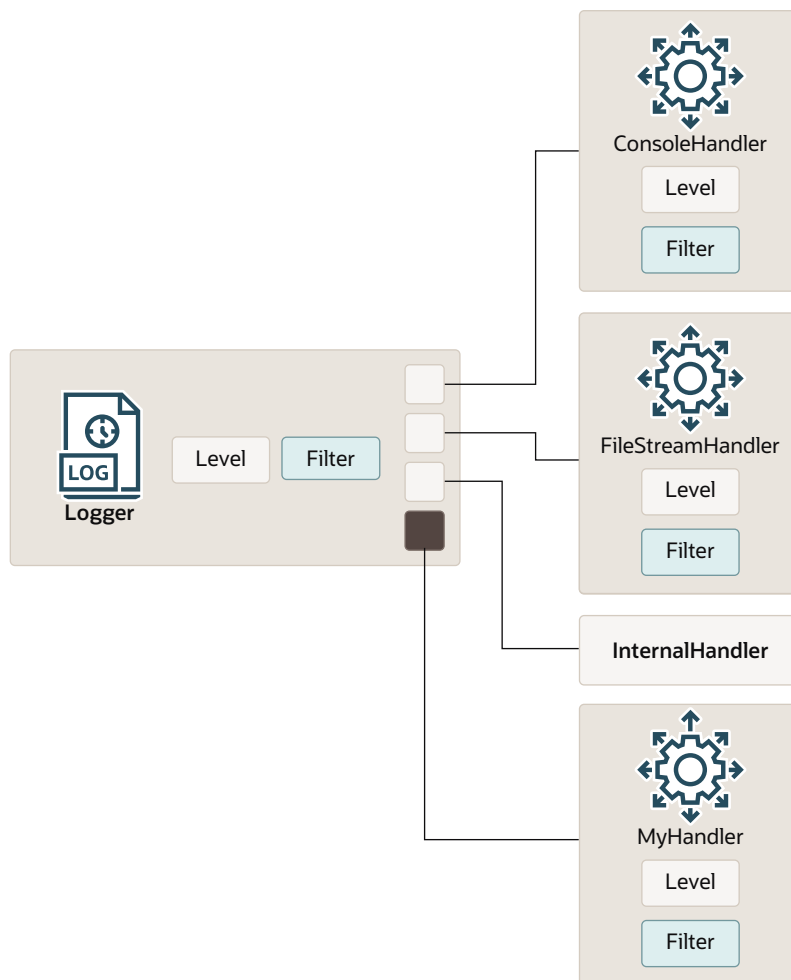 ConsoleHandler
Level
Filter
LOG
Logger
Level
Filter
FileStreamHandler
Level
Filter
InternalHandler
MyHandler
Level
Filter